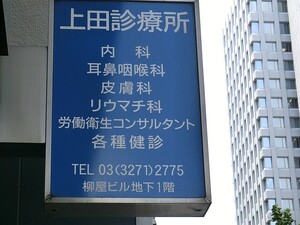 上田診療所
内科
耳鼻咽喉科
皮膚科
リウマチ科
労働衛生コンサルタント
各種健診
TEL 03(3271)2775
柳屋ビル地下1階